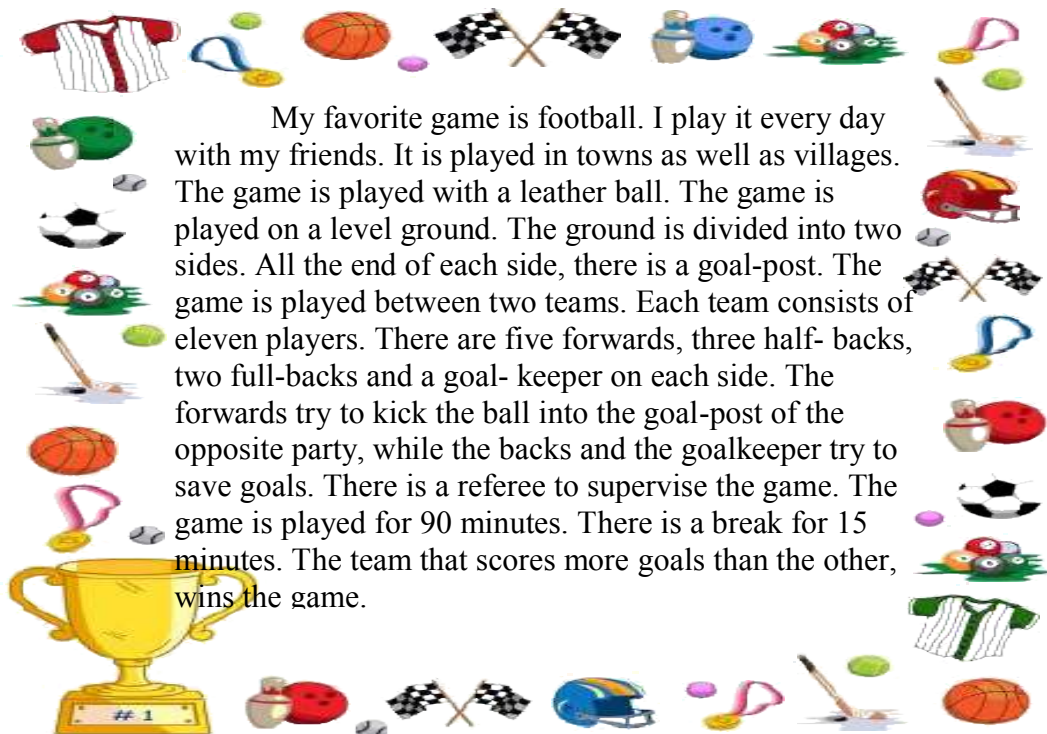 My favorite game is football. I play it every day
with my friends. It is played in towns as well as villages.
The game is played with a leather ball. The game is
played on a level ground. The ground is divided into two
sides. All the end of each side, there is a goal-post. The
game is played between two teams. Each team consists of
eleven players. There are five forwards, three half- backs,
two full-backs and a goal- keeper on each side. The
forwards try to kick the ball into the goal-post of the
opposite party, while the backs and the goalkeeper try to
save goals. There is a referee to supervise the game. The
game is played for 90 minutes. There is a break for 15
minutes. The team that scores more goals than the other,
wins the game.
# 1